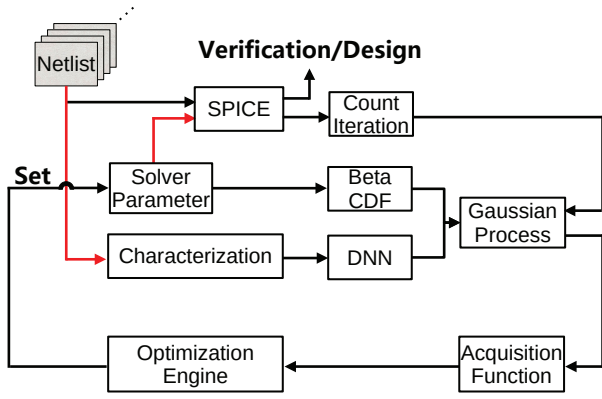 Netlist
Verification/Design
SPICE
Count
Iteration
Set
Solver
Parameter
Beta
CDF
Gaussian
Process
Characterization
DNN
Optimization
Engine
Acquisition
Function